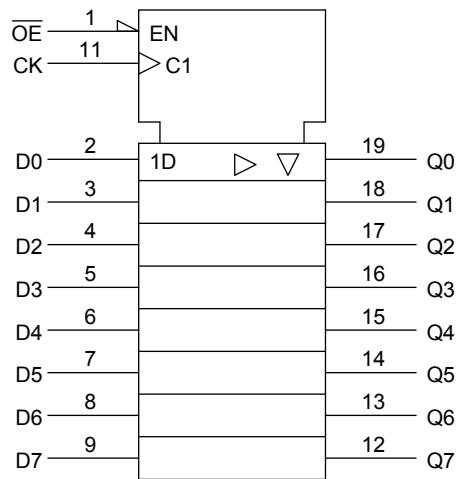 O̅E̅ 1 EN
CK 11 C1
D0 2 1D 19 Q0
D1 3 18 Q1
D2 4 17 Q2
D3 5 16 Q3
D4 6 15 Q4
D5 7 14 Q5
D6 8 13 Q6
D7 9 12 Q7